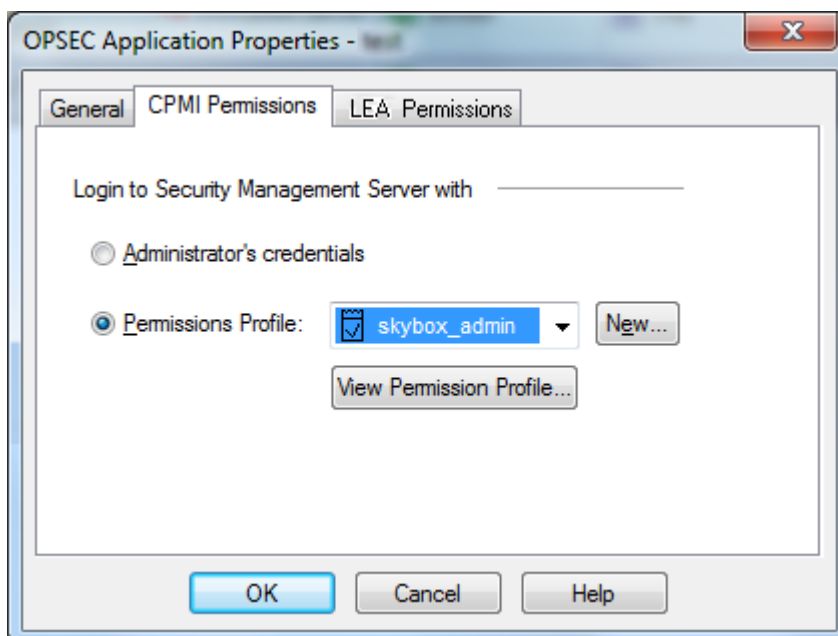 OPSEC Application Properties -
General CPMI Permissions LEA Permissions
Login to Security Management Server with
Administrator's credentials
Permissions Profile: skybox_admin New...
View Permission Profile...
OK Cancel Help